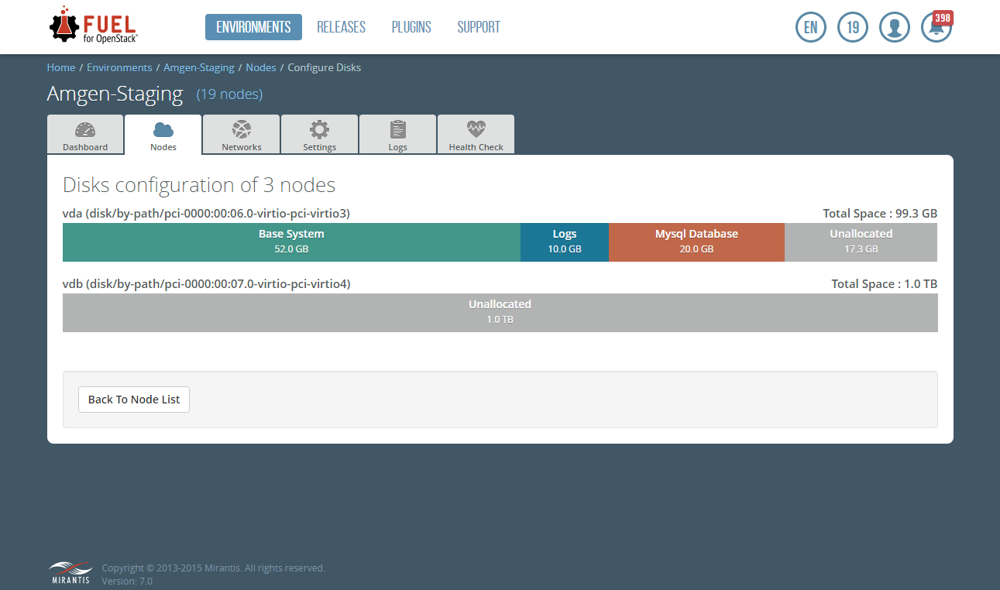 FUEL
for OpenStack®
ENVIRONMENTS RELEASES PLUGINS SUPPORT
EN 19 398
Home / Environments / Amgen-Staging / Nodes / Configure Disks
Amgen-Staging (19 nodes)
Dashboard Nodes Networks Settings Logs Health Check
Disks configuration of 3 nodes
vda (disk/by-path/pci-0000:00:06.0-virtio-pci-virtio3) Total Space : 99.3 GB
Base System Logs Mysql Database Unallocated
52.0 GB 10.0 GB 20.0 GB 17.3 GB
vdb (disk/by-path/pci-0000:00:07.0-virtio-pci-virtio4) Total Space : 1.0 TB
Unallocated
1.0 TB
Back To Node List
MIRANTIS
Copyright © 2013-2015 Mirantis. All rights reserved.
Version: 7.0